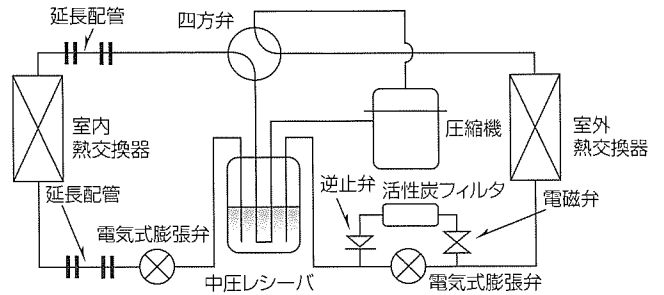 延長配管
四方弁
室内
熱交換器
圧縮機
室外
熱交換器
延長配管
逆止弁
活性炭フィルタ
電磁弁
電気式膨張弁
中圧レシーバ
電気式膨張弁